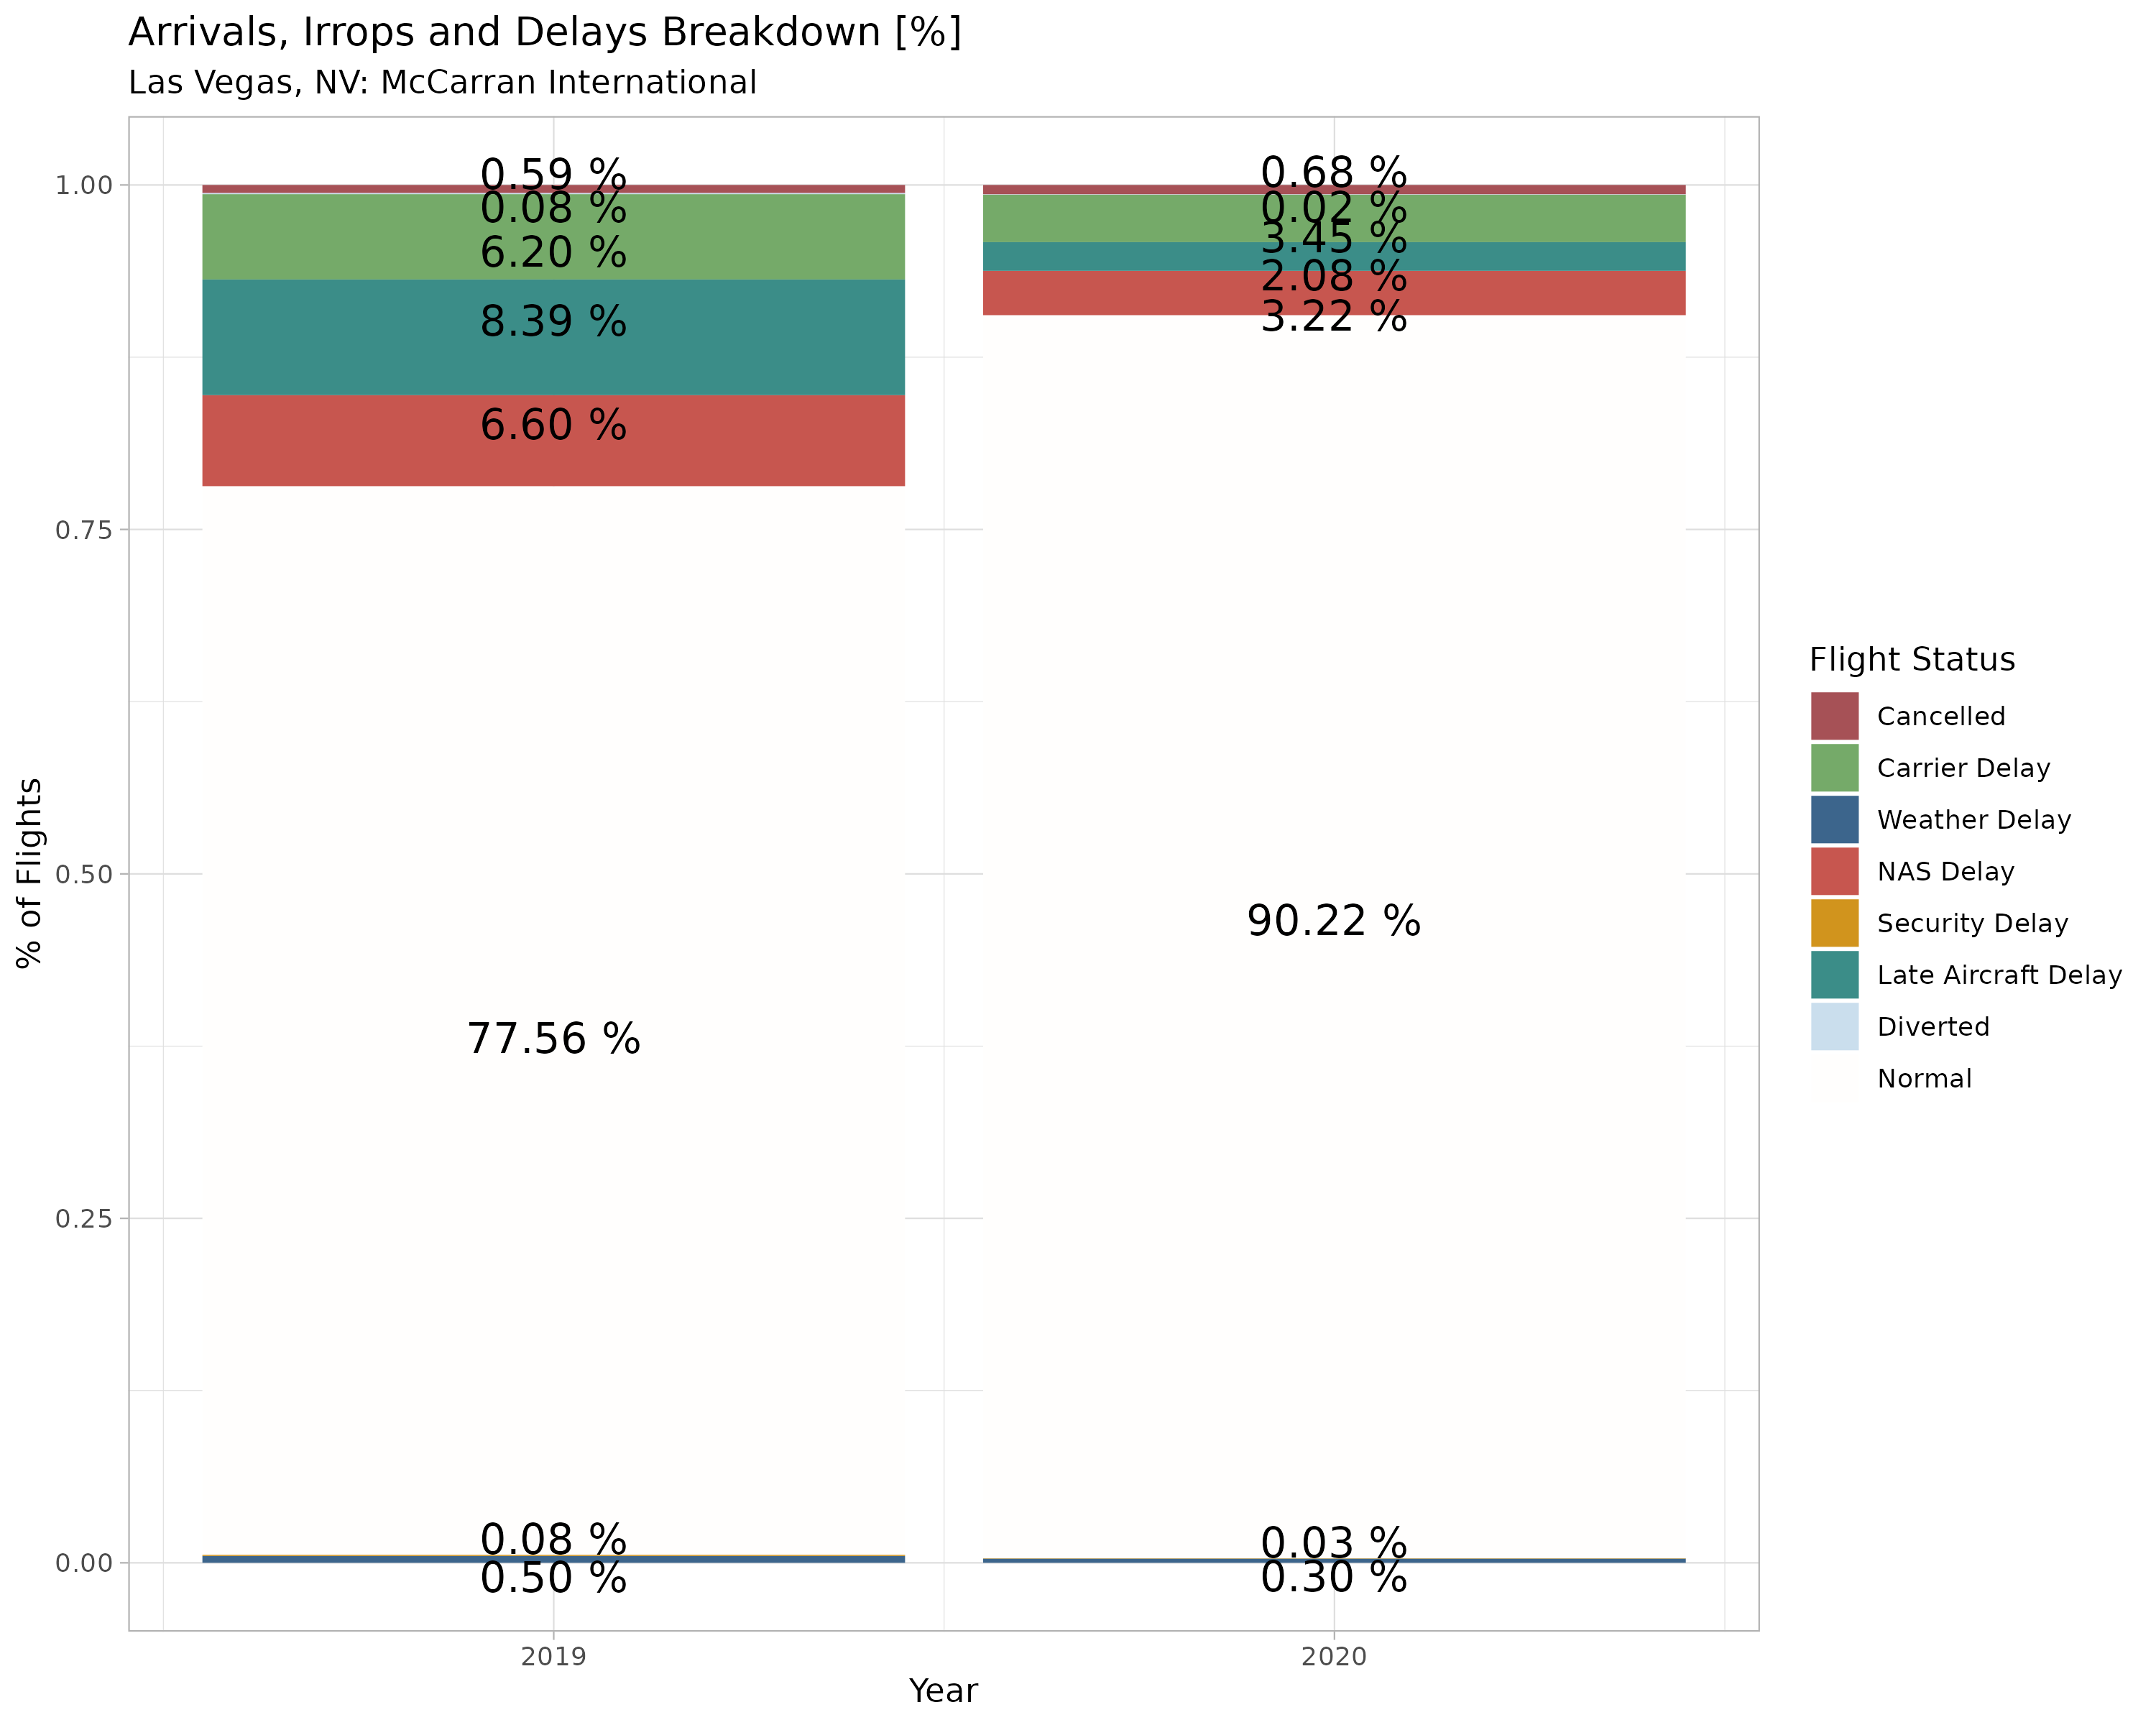 Arrivals, Irrops and Delays Breakdown [%]
Las Vegas, NV: McCarran International
% of Flights
1.00
0.75
0.50
0.25
0.00
0.59 %
0.08 %
6.20 %
8.39 %
6.60 %
77.56 %
0.08 %
0.50 %
0.68 %
0.02 %
3.45 %
2.08 %
3.22 %
90.22 %
0.03 %
0.30 %
2019
2020
Year
Flight Status
Cancelled
Carrier Delay
Weather Delay
NAS Delay
Security Delay
Late Aircraft Delay
Diverted
Normal